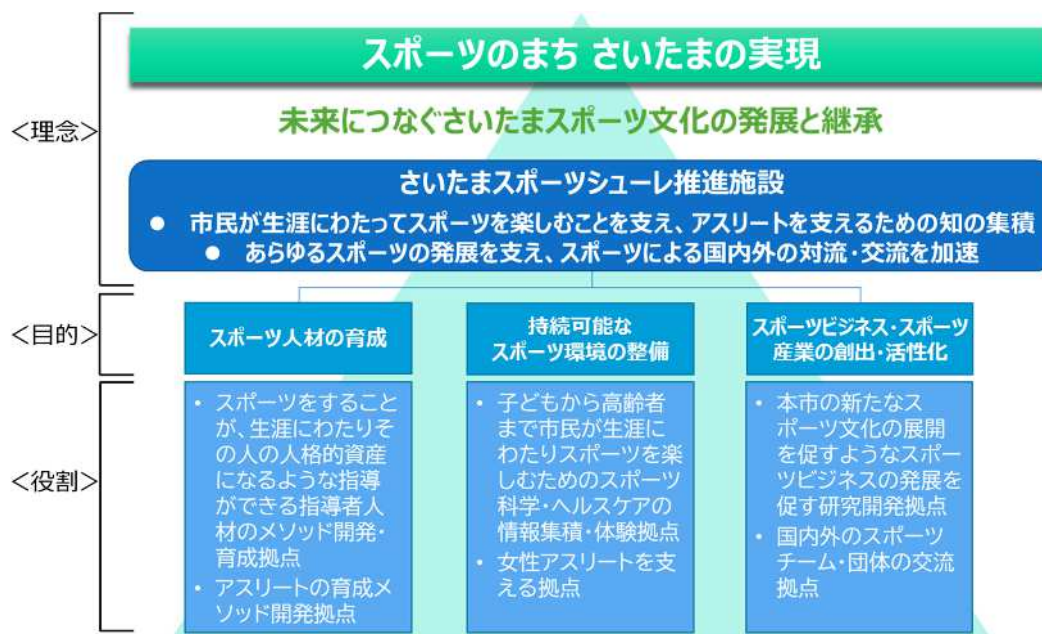 スポーツのまち さいたまの実現
<理念>
未来につなぐさいたまスポーツ文化の発展と継承
さいたまスポーツシューレ推進施設
● 市民が生涯にわたってスポーツを楽しむことを支え、アスリートを支えるための知の集積
● あらゆるスポーツの発展を支え、スポーツによる国内外の対流・交流を加速
<目的>
スポーツ人材の育成
持続可能な
スポーツ環境の整備
スポーツビジネス・スポーツ
産業の創出・活性化
<役割>
• スポーツをすること
が、生涯にわたりそ
の人の人格的資産
になるような指導
ができる指導者人
材のメソッド開発・
育成拠点
• アスリートの育成メ
ソッド開発拠点
• 子どもから高齢者
まで市民が生涯に
わたりスポーツを楽
しむためのスポーツ
科学・ヘルスケアの
情報集積・体験拠点
• 女性アスリートを支
える拠点
• 本市の新たなス
ポーツ文化の展開
を促すようなスポー
ツビジネスの発展を
促す研究開発拠点
• 国内外のスポーツ
チーム・団体の交流
拠点